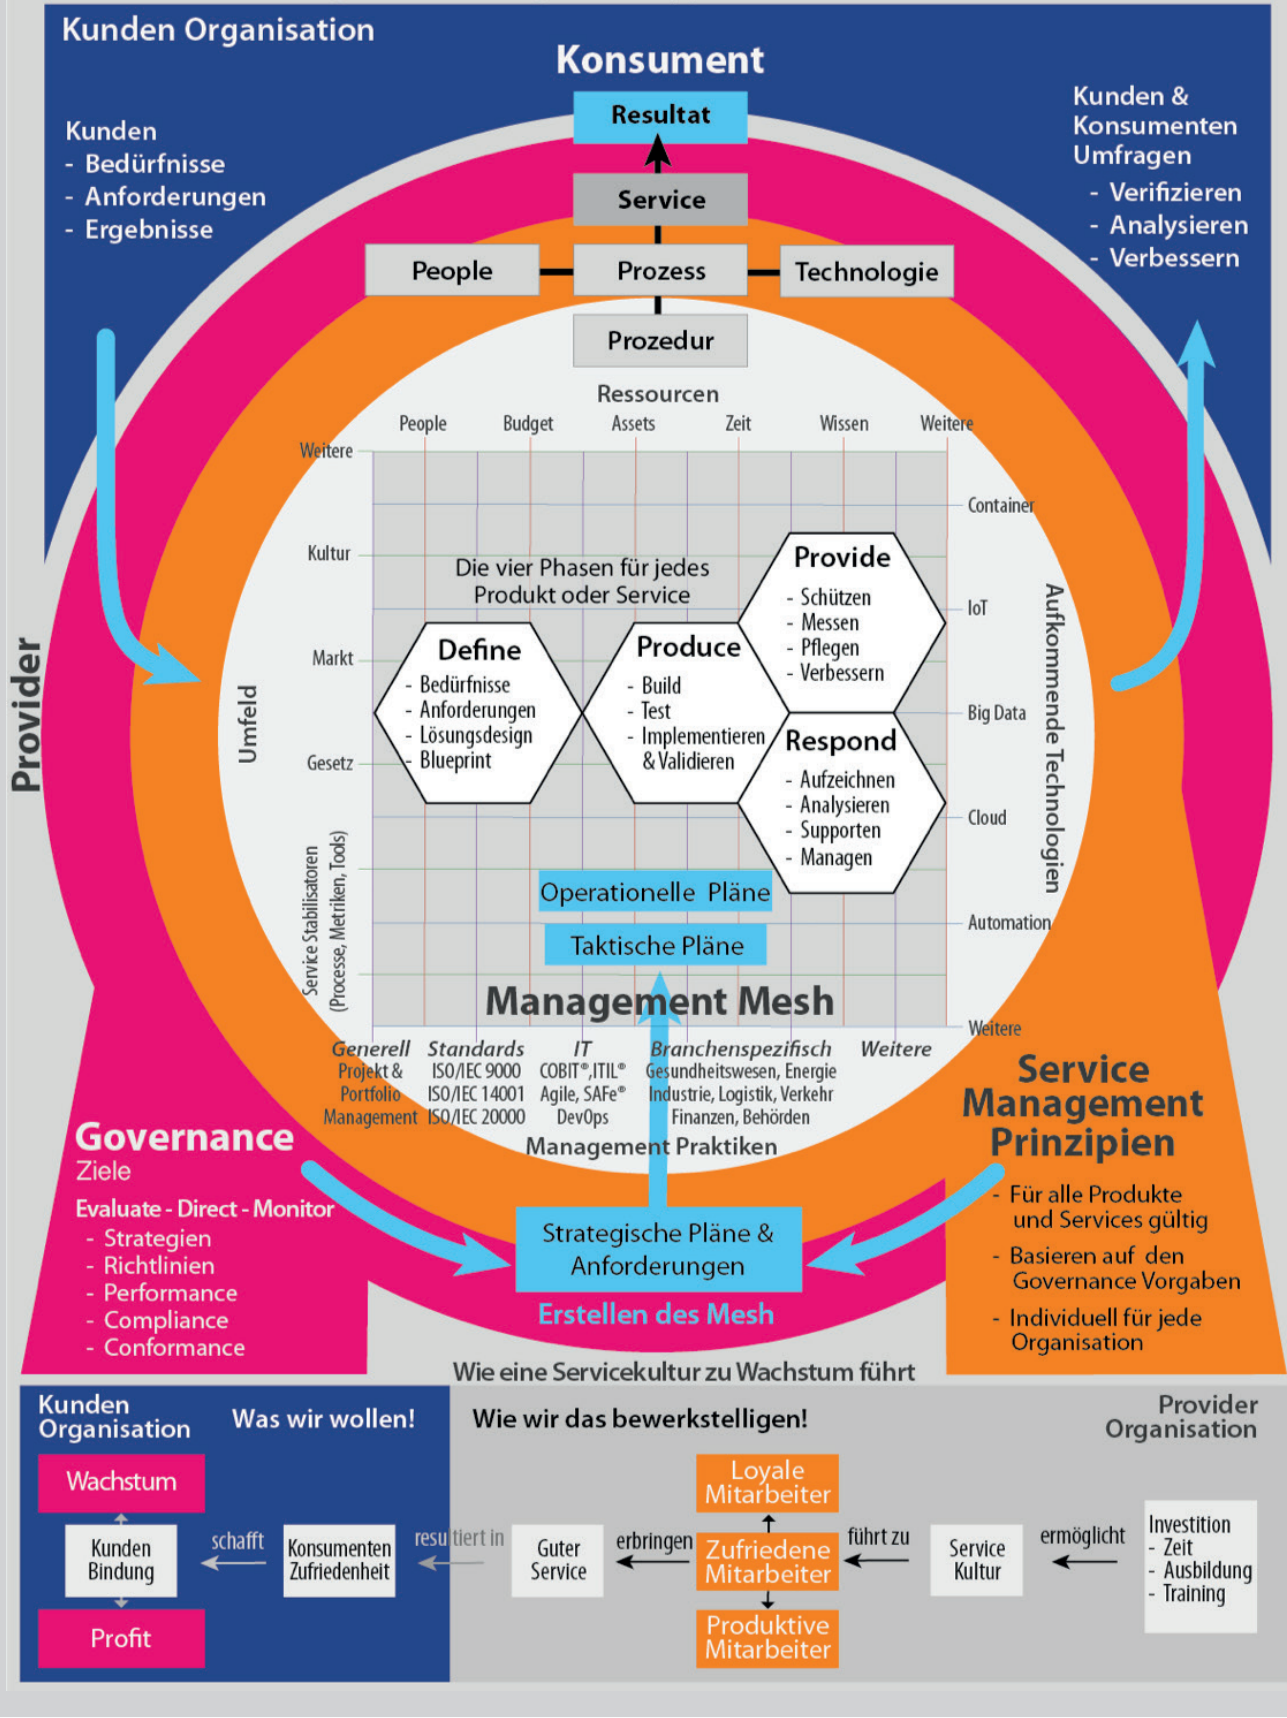 Kunden Organisation
Konsument
Kunden
- Bedürfnisse
- Anforderungen
- Ergebnisse
Kunden &
Konsumenten
Umfragen
- Verifizieren
- Analysieren
- Verbessern
Resultat
Service
People
Prozess
Technologie
Prozedur
Provider
Ressourcen
People Budget Assets Zeit Wissen Weitere
Umfeld
Weitere
Kultur
Markt
Gesetz
Service Stabilisatoren
(Processe, Metriken, Tools)
Aufkommende Technologien
Container
IoT
Big Data
Cloud
Automation
Weitere
Die vier Phasen für jedes
Produkt oder Service
Define
- Bedürfnisse
- Anforderungen
- Lösungsdesign
- Blueprint
Produce
- Build
- Test
- Implementieren
& Validieren
Provide
- Schützen
- Messen
- Pflegen
- Verbessern
Respond
- Aufzeichnen
- Analysieren
- Supporten
- Managen
Operationelle Pläne
Taktische Pläne
Management Mesh
Generell Standards IT Branchenspezifisch Weitere
Projekt & ISO/IEC 9000 COBIT®,ITIL® Gesundheitswesen, Energie
Portfolio ISO/IEC 14001 Agile, SAFe® Industrie, Logistik, Verkehr
Management ISO/IEC 20000 DevOps Finanzen, Behörden
Management Praktiken
Governance
Ziele
Evaluate - Direct - Monitor
- Strategien
- Richtlinien
- Performance
- Compliance
- Conformance
Strategische Pläne &
Anforderungen
Erstellen des Mesh
Service
Management
Prinzipien
- Für alle Produkte
und Services gültig
- Basieren auf den
Governance Vorgaben
- Individuell für jede
Organisation
Wie eine Servicekultur zu Wachstum führt
Kunden
Organisation
Was wir wollen!
Wie wir das bewerkstelligen!
Provider
Organisation
Wachstum
Kunden
Bindung
Profit
schafft
Konsumenten
Zufriedenheit
resultiert in
Guter
Service
erbringen
Loyale
Mitarbeiter
Zufriedene
Mitarbeiter
Produktive
Mitarbeiter
führt zu
Service
Kultur
ermöglicht
Investition
- Zeit
- Ausbildung
- Training